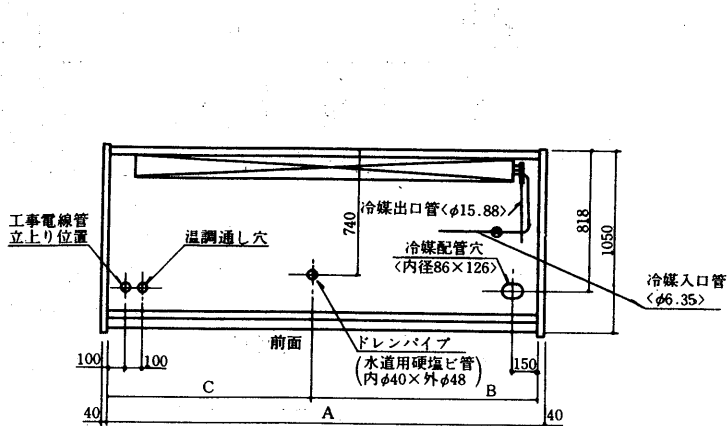 冷媒出口管<φ15.88>
740
818
1050
工事電線管
立上り位置
温調通し穴
冷媒配管穴
<内径86×126>
冷媒入口管
<φ6.35>
前面
ドレンパイプ
(水道用硬塩ビ管
内φ40×外φ48)
100
100
150
C
B
40
A
40